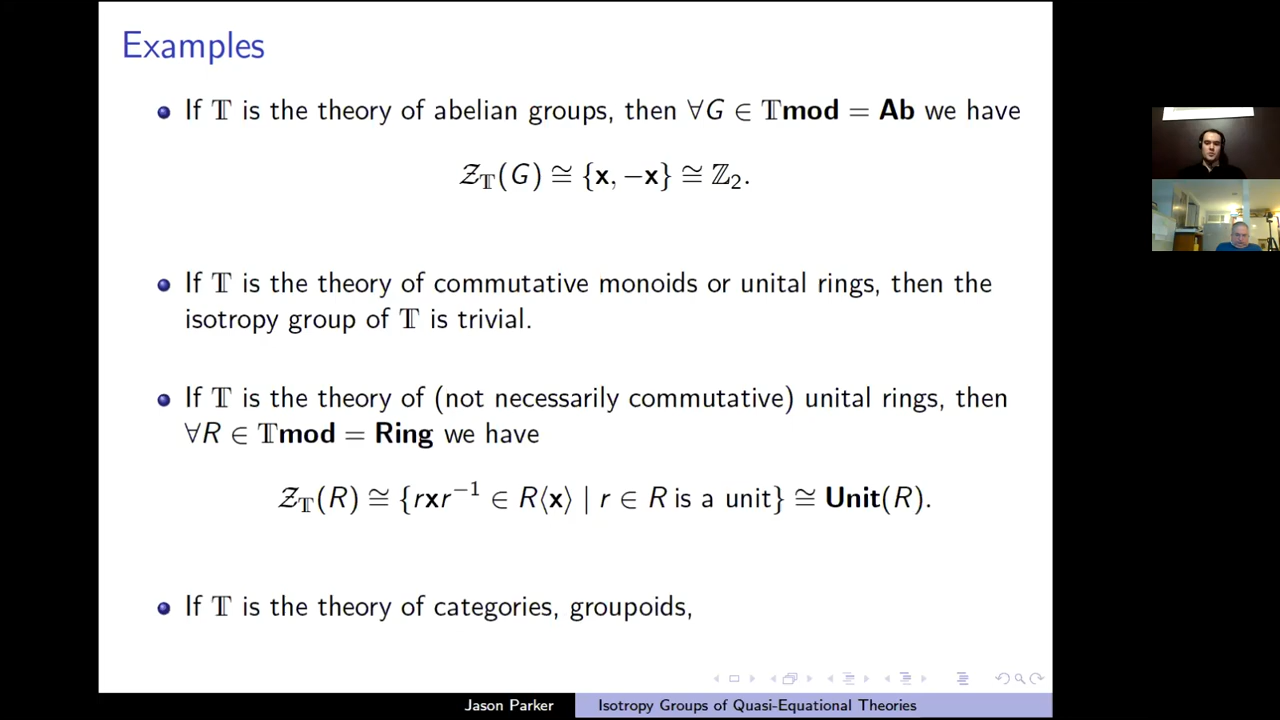 Examples
If 𝕋 is the theory of abelian groups, then ∀G ∈ 𝕋mod = Ab we have
𝒵_𝕋(G) ≅ {x, −x} ≅ ℤ₂.
If 𝕋 is the theory of commutative monoids or unital rings, then the
isotropy group of 𝕋 is trivial.
If 𝕋 is the theory of (not necessarily commutative) unital rings, then
∀R ∈ 𝕋mod = Ring we have
𝒵_𝕋(R) ≅ {rxr⁻¹ ∈ R⟨x⟩ | r ∈ R is a unit} ≅ Unit(R).
If 𝕋 is the theory of categories, groupoids,
Jason Parker
Isotropy Groups of Quasi-Equational Theories